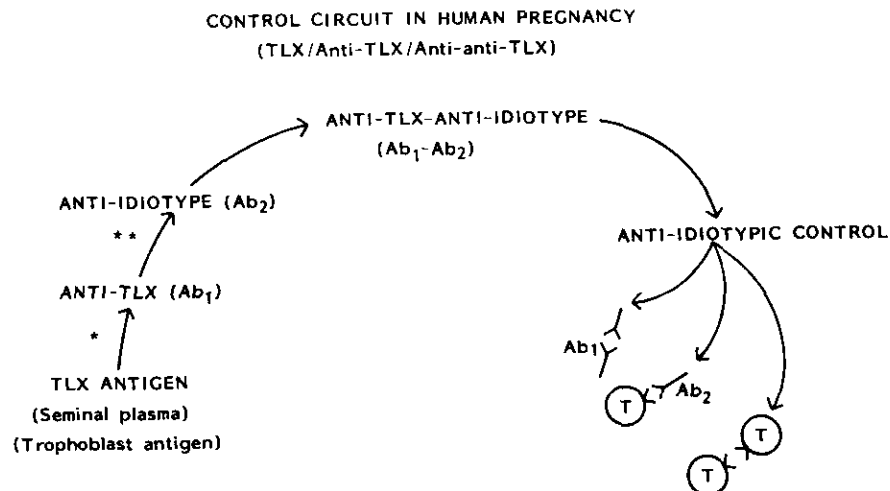 CONTROL CIRCUIT IN HUMAN PREGNANCY
(TLX/Anti-TLX/Anti-anti-TLX)
ANTI-TLX-ANTI-IDIOTYPE
(Ab₁-Ab₂)
ANTI-IDIOTYPE (Ab₂)
**
ANTI-TLX (Ab₁)
*
TLX ANTIGEN
(Seminal plasma)
(Trophoblast antigen)
ANTI-IDIOTYPIC CONTROL
Ab₁
T
Ab₂
T
T